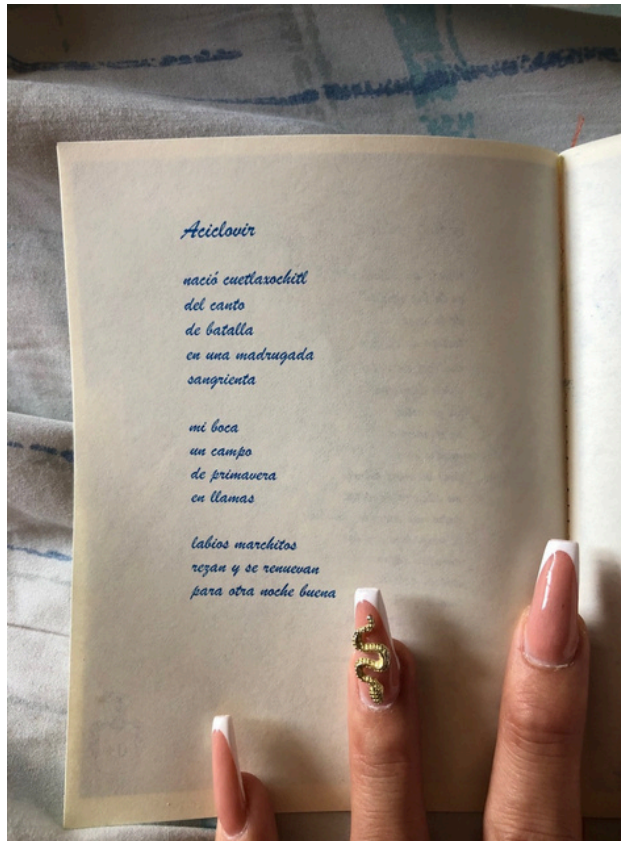 Aciclovir
nació cuetlaxochitl
del canto
de batalla
en una madrugada
sangrienta
mi boca
un campo
de primavera
en llamas
labios marchitos
rezan y se renuevan
para otra noche buena